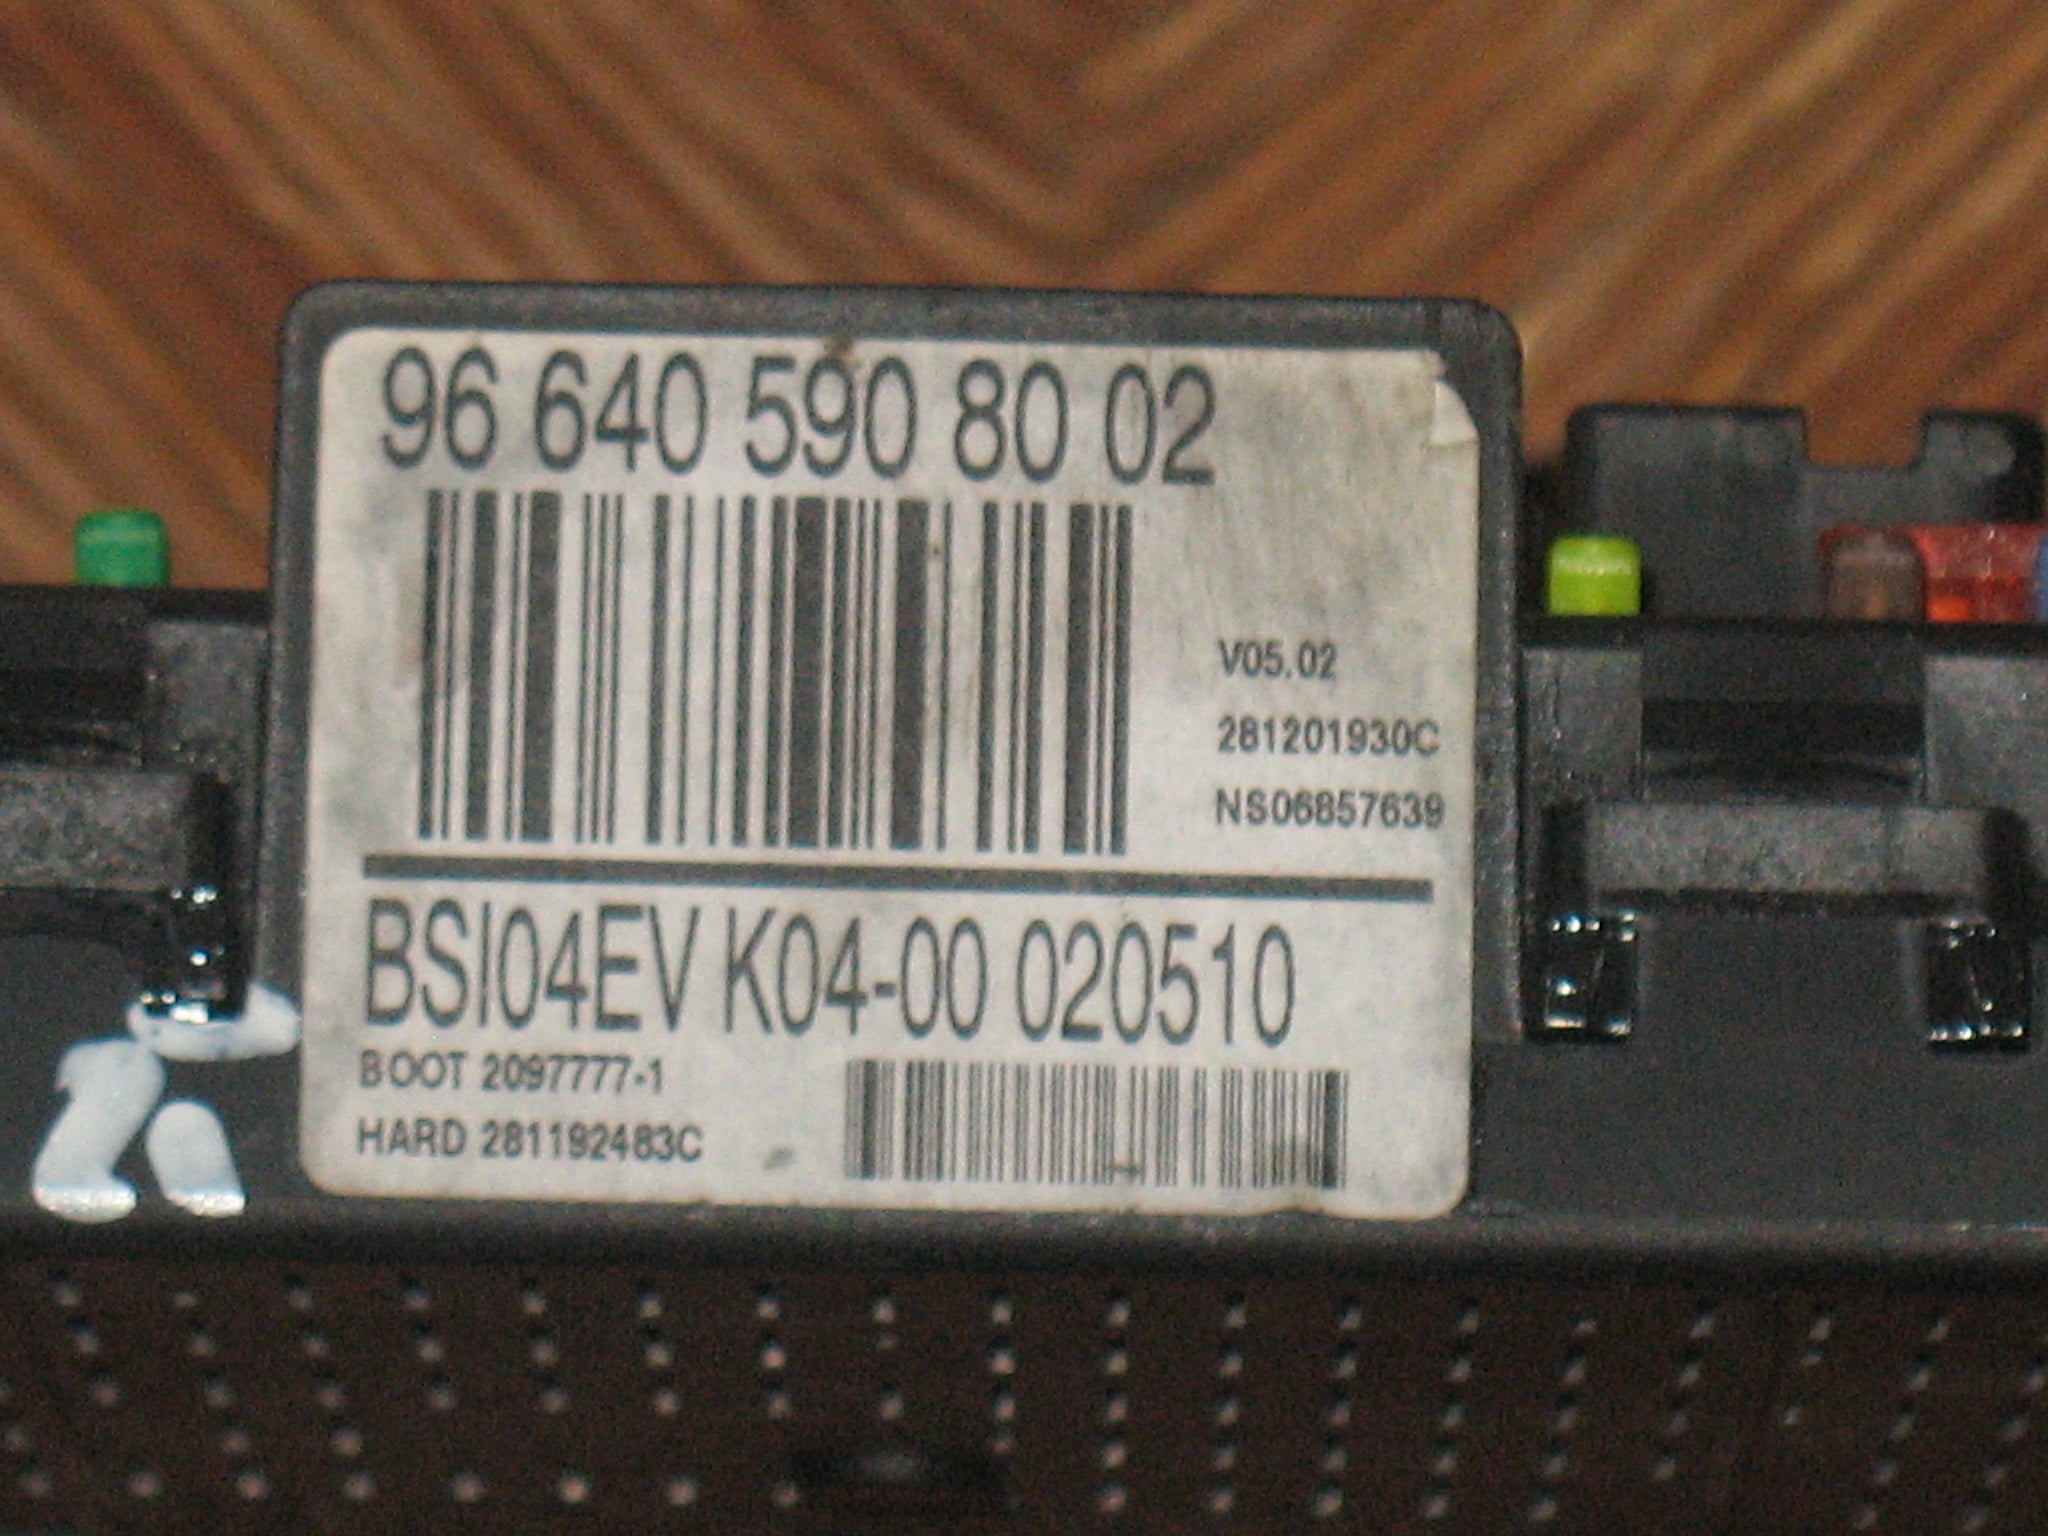 96 640 590 80 02
V05.02
281201930C
NS06857639
BSI04EV K04-00 020510
BOOT 2097777-1
HARD 281192483C